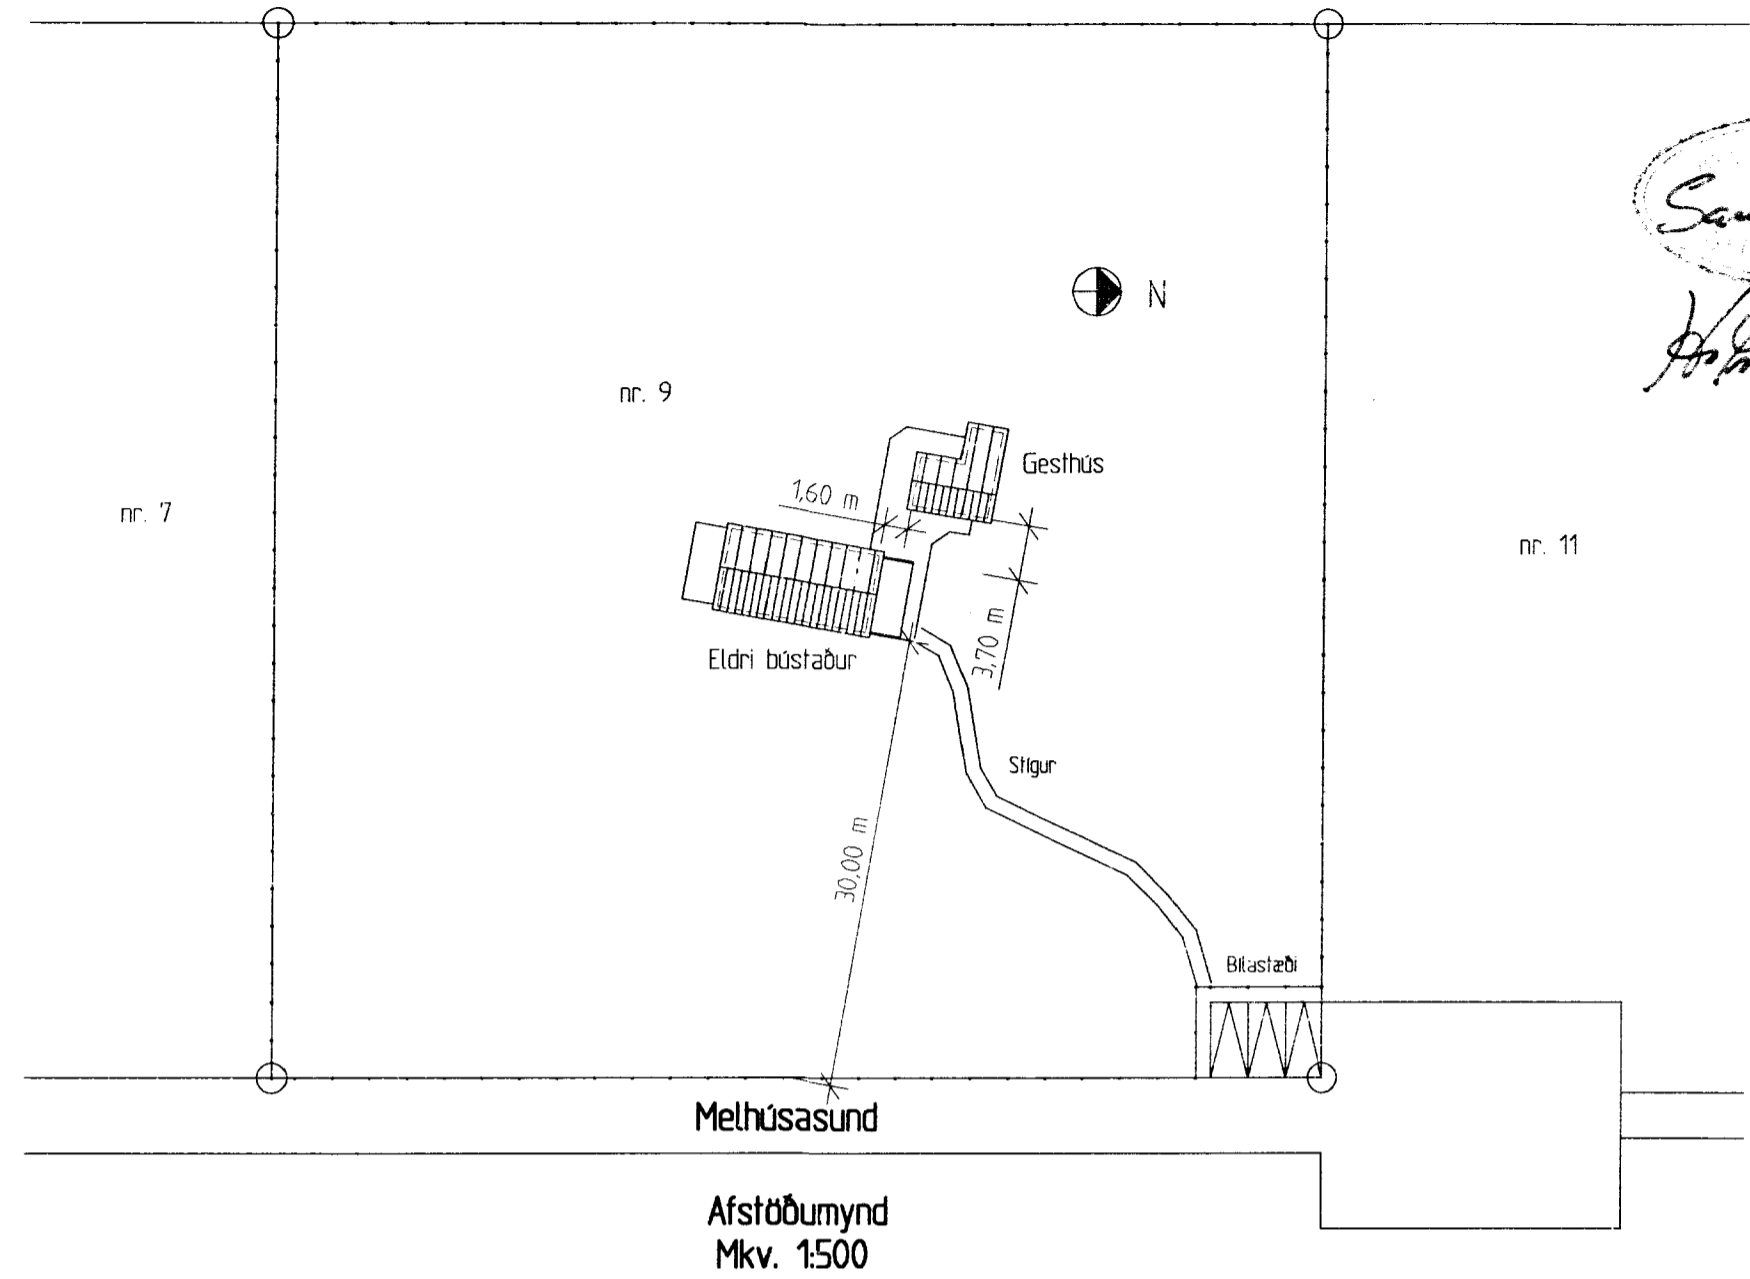 N
nr. 9
Gesthús
1,60 m
nr. 7
nr. 11
3,70 m
Eldri bústaður
Stígur
30,00 m
Bílastæði
Melhúsasund
Afstöðumynd
Mkv. 1:500